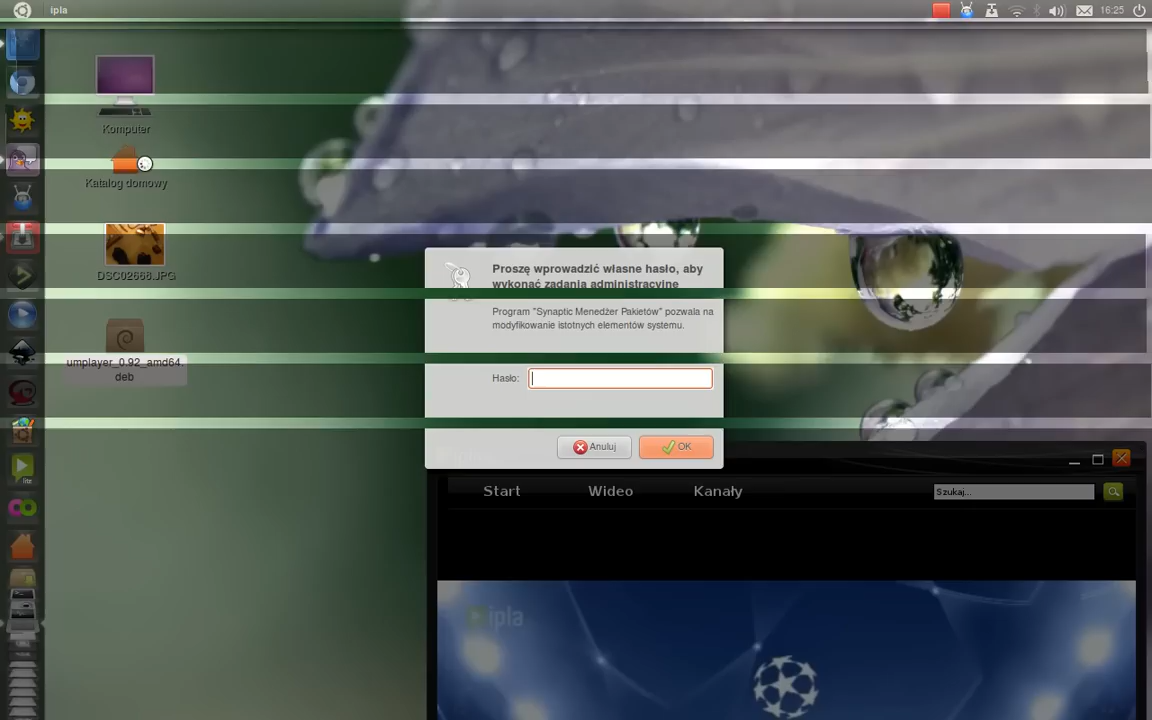 ipla
16:25
Komputer
Katalog domowy
DSC02668.JPG
umplayer_0.92_amd64.
deb
Proszę wprowadzić własne hasło, aby
wykonać zadania administracyjne
Program "Synaptic Menedżer Pakietów" pozwala na
modyfikowanie istotnych elementów systemu.
Hasło:
Anuluj
OK
Start
Wideo
Kanały
Szukaj...
ipla
lite